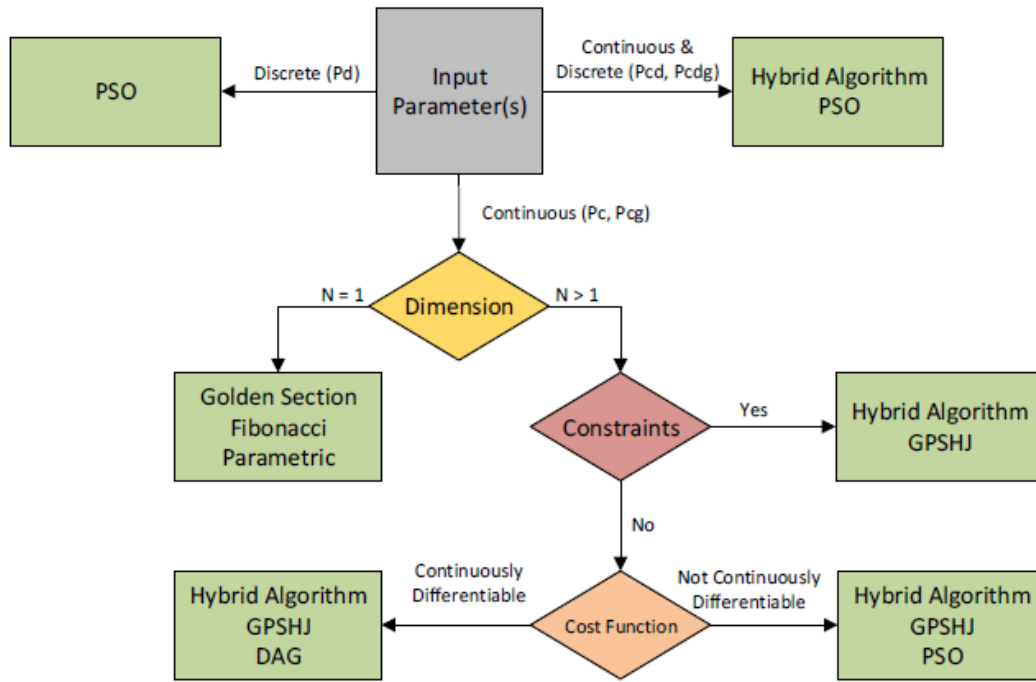 PSO
Discrete (Pd)
Input
Parameter(s)
Continuous &
Discrete (Pcd, Pcdg)
Hybrid Algorithm
PSO
Continuous (Pc, Pcg)
N = 1
Dimension
N > 1
Golden Section
Fibonacci
Parametric
Constraints
Yes
Hybrid Algorithm
GPSHJ
No
Hybrid Algorithm
GPSHJ
DAG
Continuously
Differentiable
Cost Function
Not Continuously
Differentiable
Hybrid Algorithm
GPSHJ
PSO